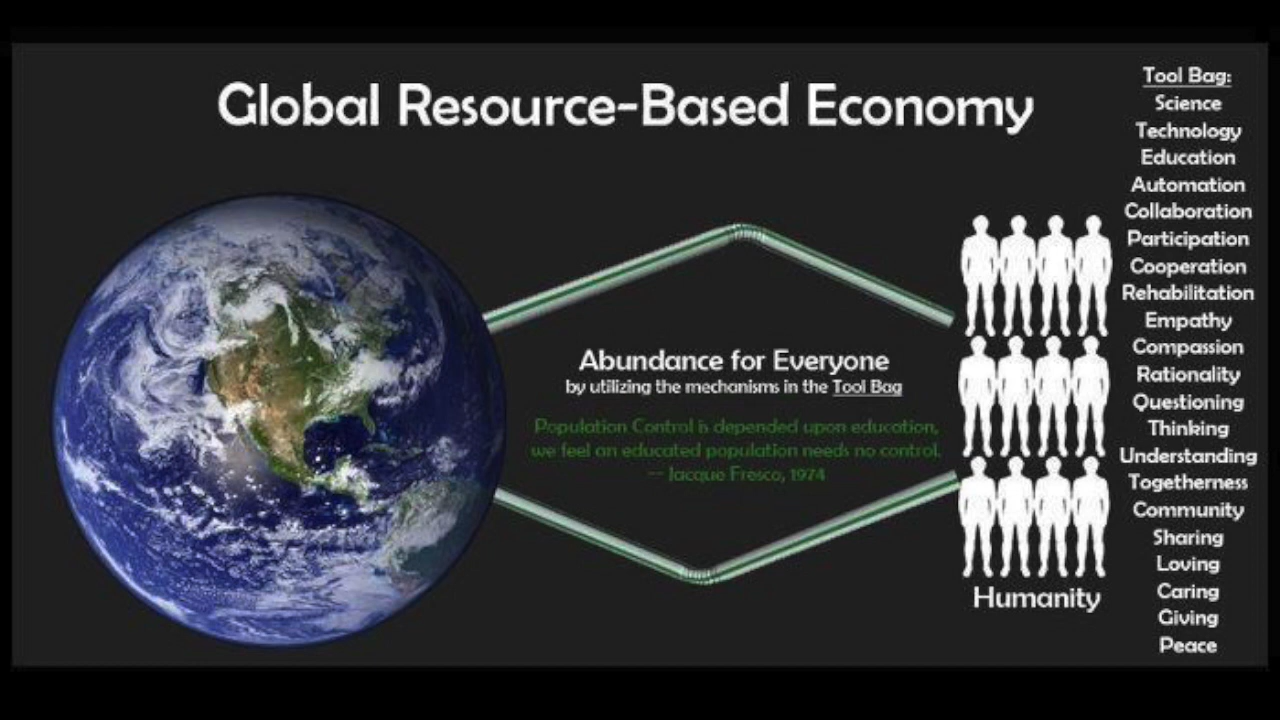 Global Resource-Based Economy
Abundance for Everyone
by utilizing the mechanisms in the Tool Bag
Population Control is depended upon education,
we feel an educated population needs no control.
-- Jacque Fresco, 1974
Humanity
Tool Bag:
Science
Technology
Education
Automation
Collaboration
Participation
Cooperation
Rehabilitation
Empathy
Compassion
Rationality
Questioning
Thinking
Understanding
Togetherness
Community
Sharing
Loving
Caring
Giving
Peace